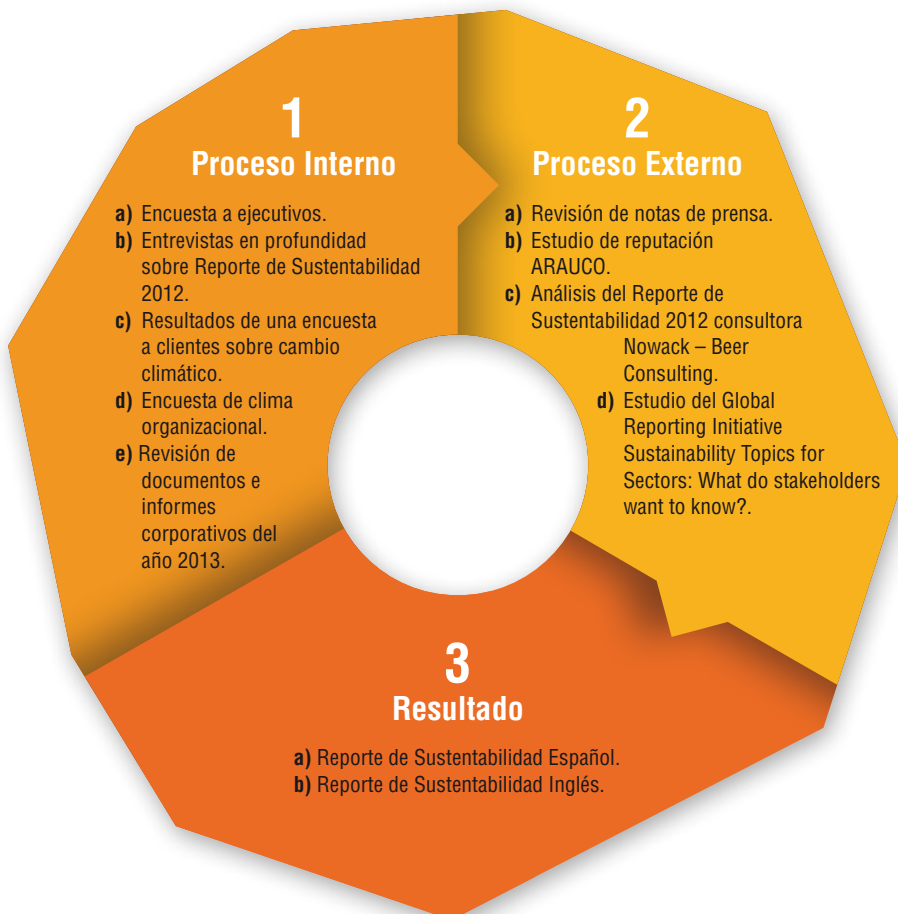 1
Proceso Interno
a) Encuesta a ejecutivos.
b) Entrevistas en profundidad
sobre Reporte de Sustentabilidad
2012.
c) Resultados de una encuesta
a clientes sobre cambio
climático.
d) Encuesta de clima
organizacional.
e) Revisión de
documentos e
informes
corporativos del
año 2013.
2
Proceso Externo
a) Revisión de notas de prensa.
b) Estudio de reputación
ARAUCO.
c) Análisis del Reporte de
Sustentabilidad 2012 consultora
Nowack – Beer
Consulting.
d) Estudio del Global
Reporting Initiative
Sustainability Topics for
Sectors: What do stakeholders
want to know?.
3
Resultado
a) Reporte de Sustentabilidad Español.
b) Reporte de Sustentabilidad Inglés.